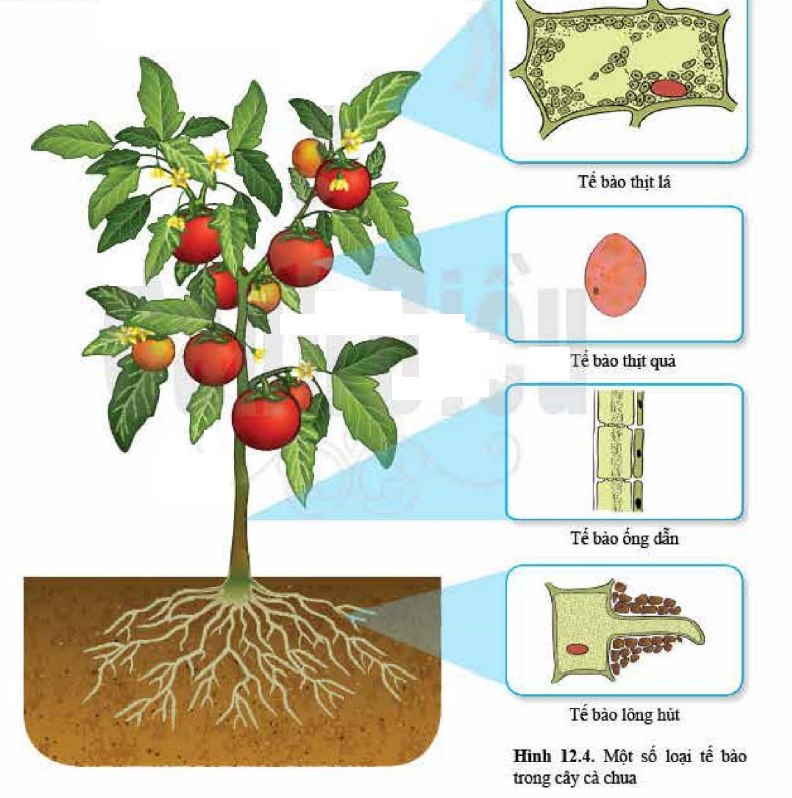 Tế bào thịt lá
Tế bào thịt quả
Tế bào ống dẫn
Tế bào lông hút
Hình 12.4. Một số loại tế bào
trong cây cà chua